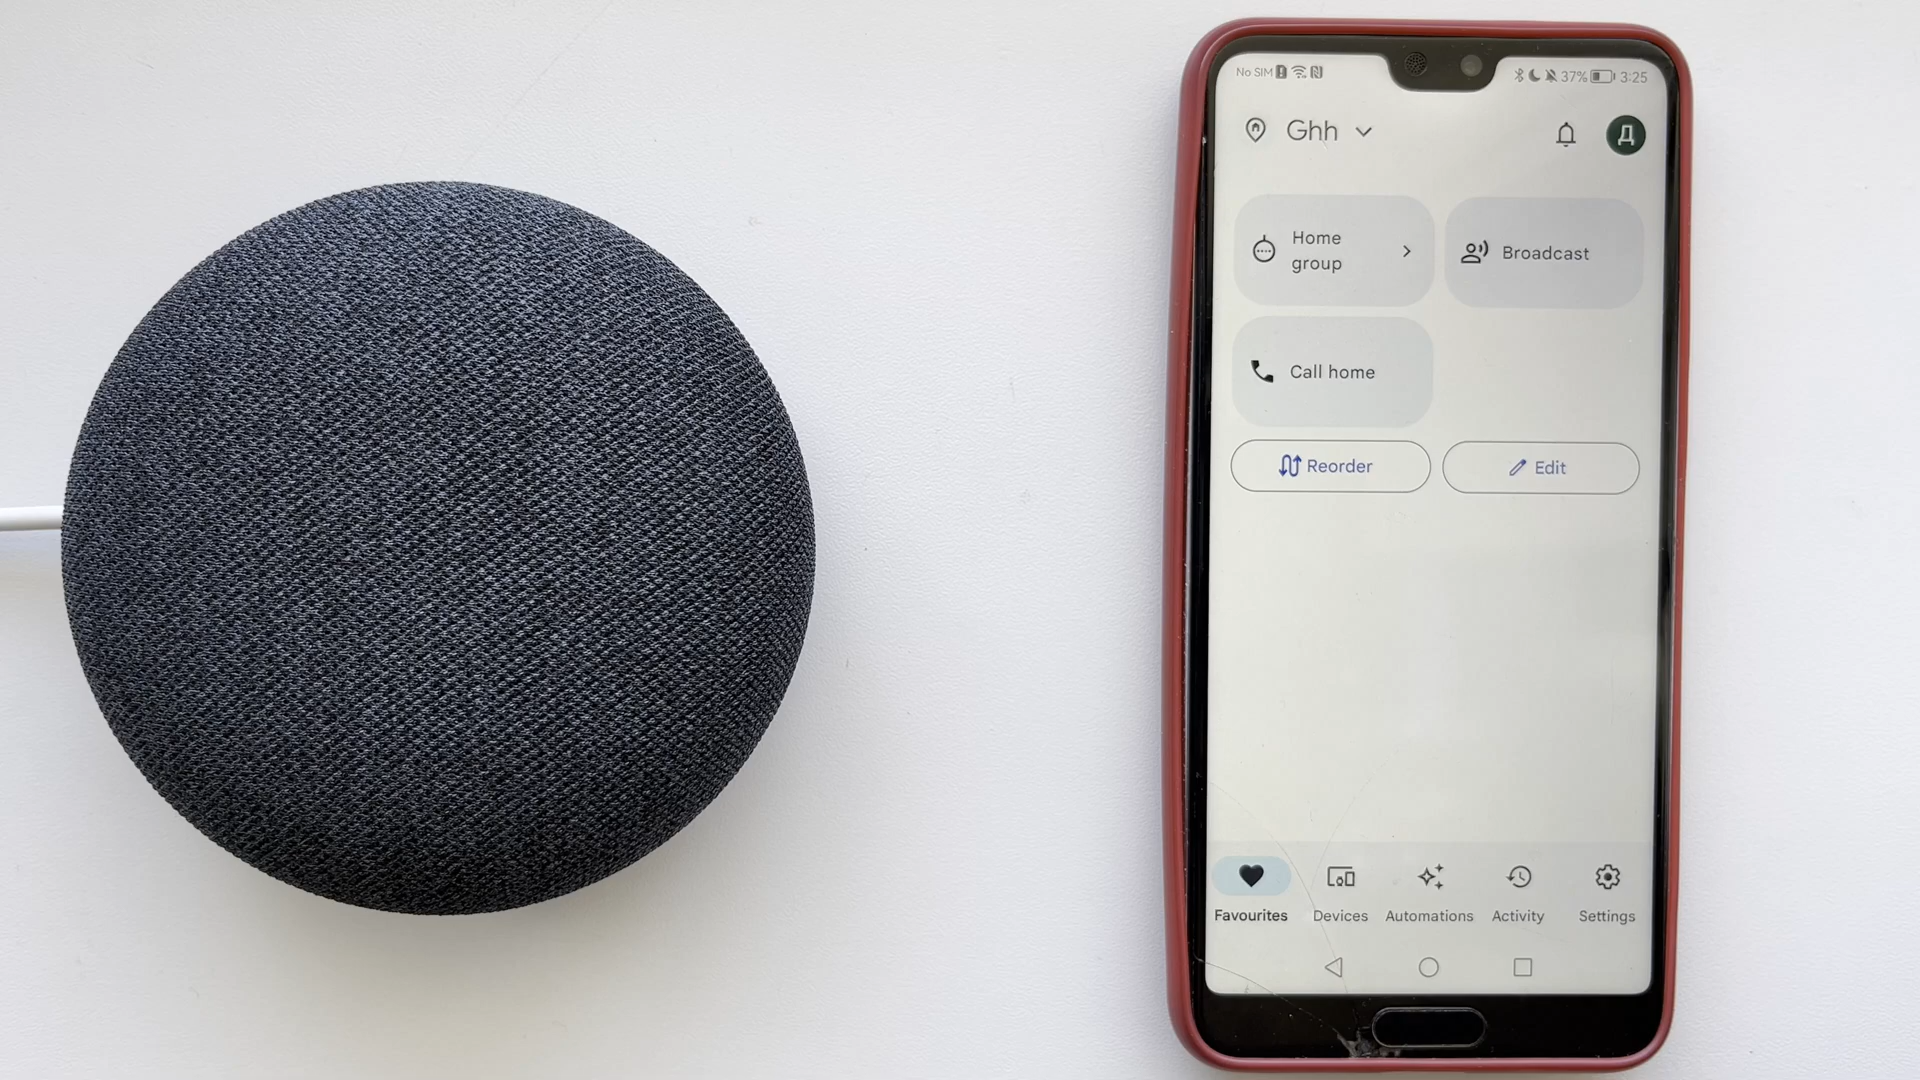 No SIM 37% 3:25
Ghh Д
Home
group
Broadcast
Call home
Reorder Edit
Favourites Devices Automations Activity Settings